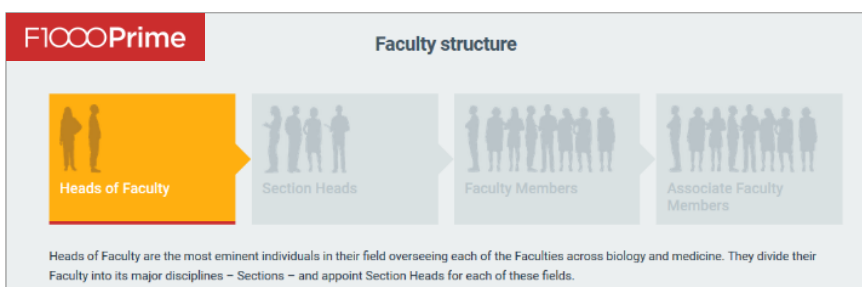 F1000Prime
Faculty structure
Heads of Faculty
Section Heads
Faculty Members
Associate Faculty
Members
Heads of Faculty are the most eminent individuals in their field overseeing each of the Faculties across biology and medicine. They divide their
Faculty into its major disciplines – Sections – and appoint Section Heads for each of these fields.